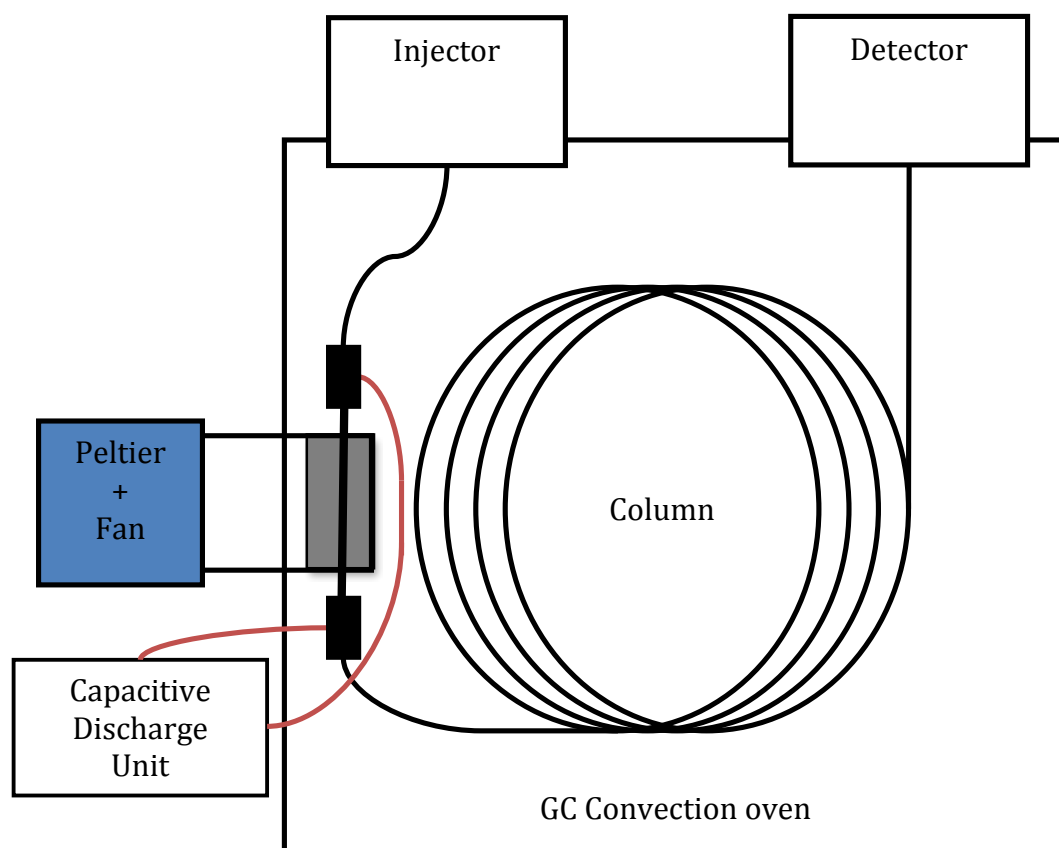 Injector
Detector
Peltier
+
Fan
Column
Capacitive
Discharge
Unit
GC Convection oven